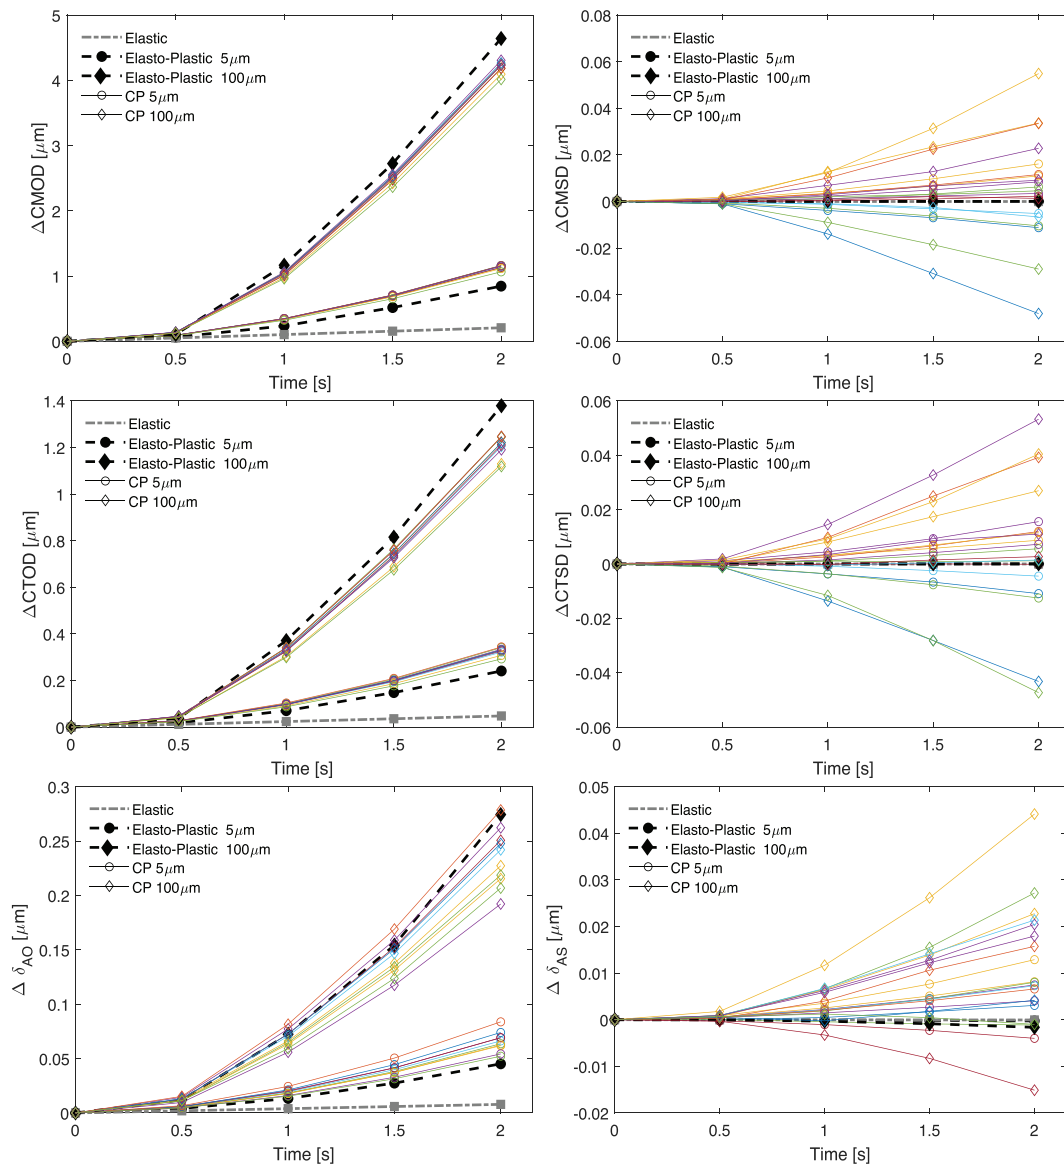 5
4
3
2
1
0
ΔCMOD [μm]
Elastic
Elasto-Plastic 5μm
Elasto-Plastic 100μm
CP 5μm
CP 100μm
0 0.5 1 1.5 2
Time [s]
0.08
0.06
0.04
0.02
0
-0.02
-0.04
-0.06
ΔCMSD [μm]
Elastic
Elasto-Plastic 5μm
Elasto-Plastic 100μm
CP 5μm
CP 100μm
0 0.5 1 1.5 2
Time [s]
1.4
1.2
1
0.8
0.6
0.4
0.2
0
ΔCTOD [μm]
Elastic
Elasto-Plastic 5μm
Elasto-Plastic 100μm
CP 5μm
CP 100μm
0 0.5 1 1.5 2
Time [s]
0.06
0.04
0.02
0
-0.02
-0.04
-0.06
ΔCTSD [μm]
Elastic
Elasto-Plastic 5μm
Elasto-Plastic 100μm
CP 5μm
CP 100μm
0 0.5 1 1.5 2
Time [s]
0.3
0.25
0.2
0.15
0.1
0.05
0
Δ δAO [μm]
Elastic
Elasto-Plastic 5μm
Elasto-Plastic 100μm
CP 5μm
CP 100μm
0 0.5 1 1.5 2
Time [s]
0.05
0.04
0.03
0.02
0.01
0
-0.01
-0.02
Δ δAS [μm]
Elastic
Elasto-Plastic 5μm
Elasto-Plastic 100μm
CP 5μm
CP 100μm
0 0.5 1 1.5 2
Time [s]